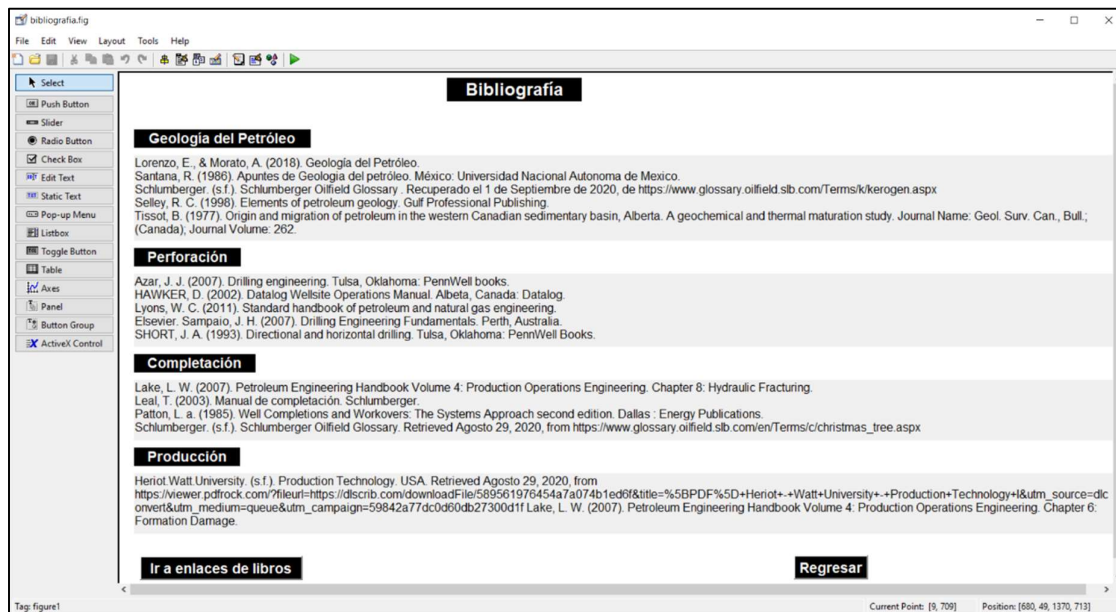 bibliografia.fig
File Edit View Layout Tools Help
Select
Push Button
Slider
Radio Button
Check Box
Edit Text
Static Text
Pop-up Menu
Listbox
Toggle Button
Table
Axes
Panel
Button Group
ActiveX Control
Bibliografía
Geología del Petróleo
Lorenzo, E., & Morato, A. (2018). Geología del Petróleo.
Santana, R. (1986). Apuntes de Geologia del petróleo. México: Universidad Nacional Autonoma de Mexico.
Schlumberger. (s.f.). Schlumberger Oilfield Glossary . Recuperado el 1 de Septiembre de 2020, de https://www.glossary.oilfield.slb.com/Terms/k/kerogen.aspx
Selley, R. C. (1998). Elements of petroleum geology. Gulf Professional Publishing.
Tissot, B. (1977). Origin and migration of petroleum in the western Canadian sedimentary basin, Alberta. A geochemical and thermal maturation study. Journal Name: Geol. Surv. Can., Bull.;
(Canada); Journal Volume: 262.
Perforación
Azar, J. J. (2007). Drilling engineering. Tulsa, Oklahoma: PennWell books.
HAWKER, D. (2002). Datalog Wellsite Operations Manual. Albeta, Canada: Datalog.
Lyons, W. C. (2011). Standard handbook of petroleum and natural gas engineering.
Elsevier. Sampaio, J. H. (2007). Drilling Engineering Fundamentals. Perth, Australia.
SHORT, J. A. (1993). Directional and horizontal drilling. Tulsa, Oklahoma: PennWell Books.
Completación
Lake, L. W. (2007). Petroleum Engineering Handbook Volume 4: Production Operations Engineering. Chapter 8: Hydraulic Fracturing.
Leal, T. (2003). Manual de completación. Schlumberger.
Patton, L. a. (1985). Well Completions and Workovers: The Systems Approach second edition. Dallas : Energy Publications.
Schlumberger. (s.f.). Schlumberger Oilfield Glossary. Retrieved Agosto 29, 2020, from https://www.glossary.oilfield.slb.com/en/Terms/c/christmas_tree.aspx
Producción
Heriot.Watt.University. (s.f.). Production Technology. USA. Retrieved Agosto 29, 2020, from
https://viewer.pdfrock.com/?fileurl=https://dlscrib.com/downloadFile/589561976454a7a074b1ed6f&title=%5BPDF%5D+Heriot+-+Watt+University+-+Production+Technology+I&utm_source=dlc
onvert&utm_medium=queue&utm_campaign=59842a77dc0d60db27300d1f Lake, L. W. (2007). Petroleum Engineering Handbook Volume 4: Production Operations Engineering. Chapter 6:
Formation Damage.
Ir a enlaces de libros
Regresar
Tag: figure1
Current Point: [9, 709]
Position: [680, 49, 1370, 713]